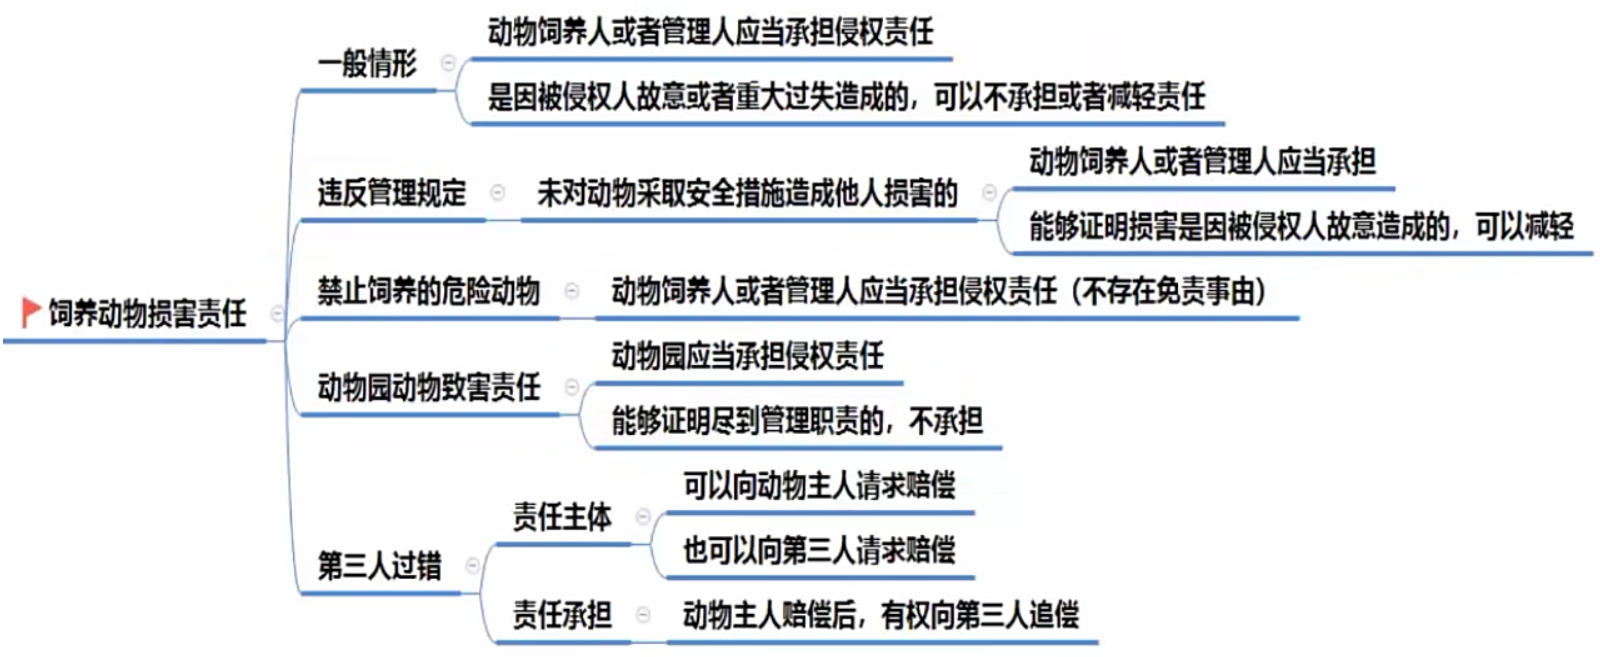 一般情形
动物饲养人或者管理人应当承担侵权责任
是因被侵权人故意或者重大过失造成的，可以不承担或者减轻责任
违反管理规定
未对动物采取安全措施造成他人损害的
动物饲养人或者管理人应当承担
能够证明损害是因被侵权人故意造成的，可以减轻
禁止饲养的危险动物
动物饲养人或者管理人应当承担侵权责任（不存在免责事由）
饲养动物损害责任
动物园动物致害责任
动物园应当承担侵权责任
能够证明尽到管理职责的，不承担
第三人过错
责任主体
可以向动物主人请求赔偿
也可以向第三人请求赔偿
责任承担
动物主人赔偿后，有权向第三人追偿